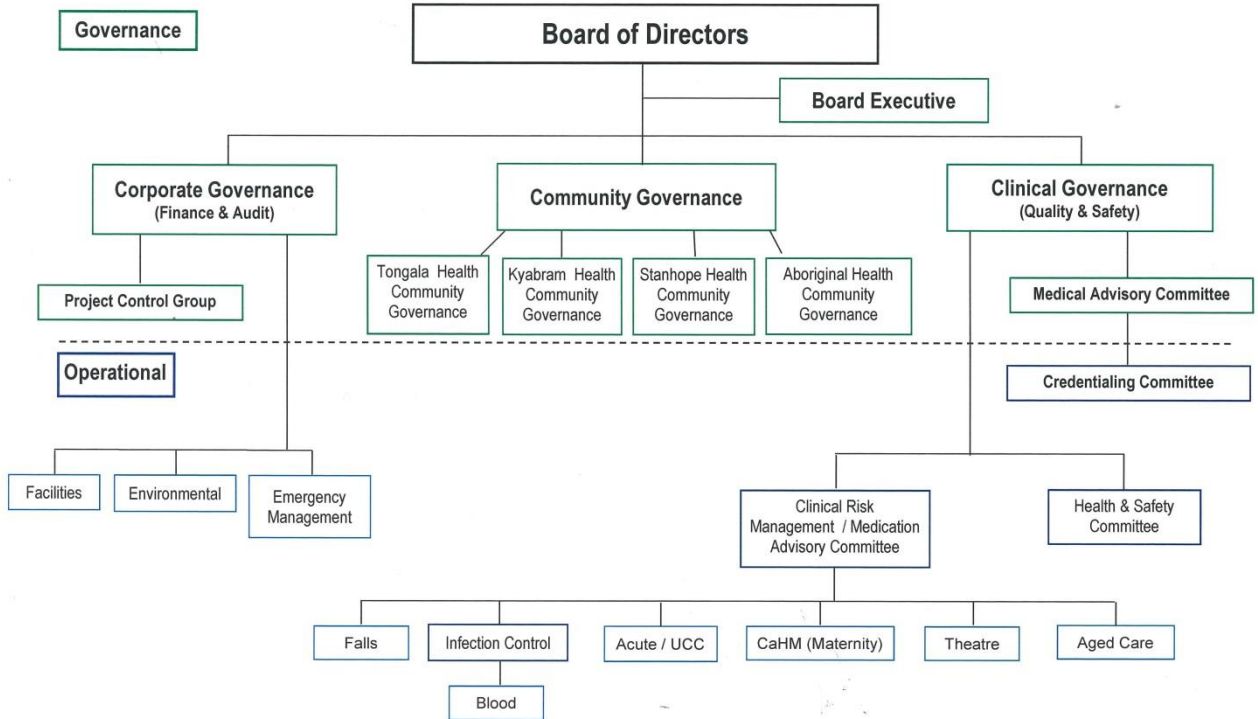 Governance
Board of Directors
Board Executive
Corporate Governance
(Finance & Audit)
Community Governance
Clinical Governance
(Quality & Safety)
Project Control Group
Tongala Health
Community
Governance
Kyabram Health
Community
Governance
Stanhope Health
Community
Governance
Aboriginal Health
Community
Governance
Medical Advisory Committee
Operational
Credentialing Committee
Facilities
Environmental
Emergency
Management
Clinical Risk
Management / Medication
Advisory Committee
Health & Safety
Committee
Falls
Infection Control
Acute / UCC
CaHM (Maternity)
Theatre
Aged Care
Blood